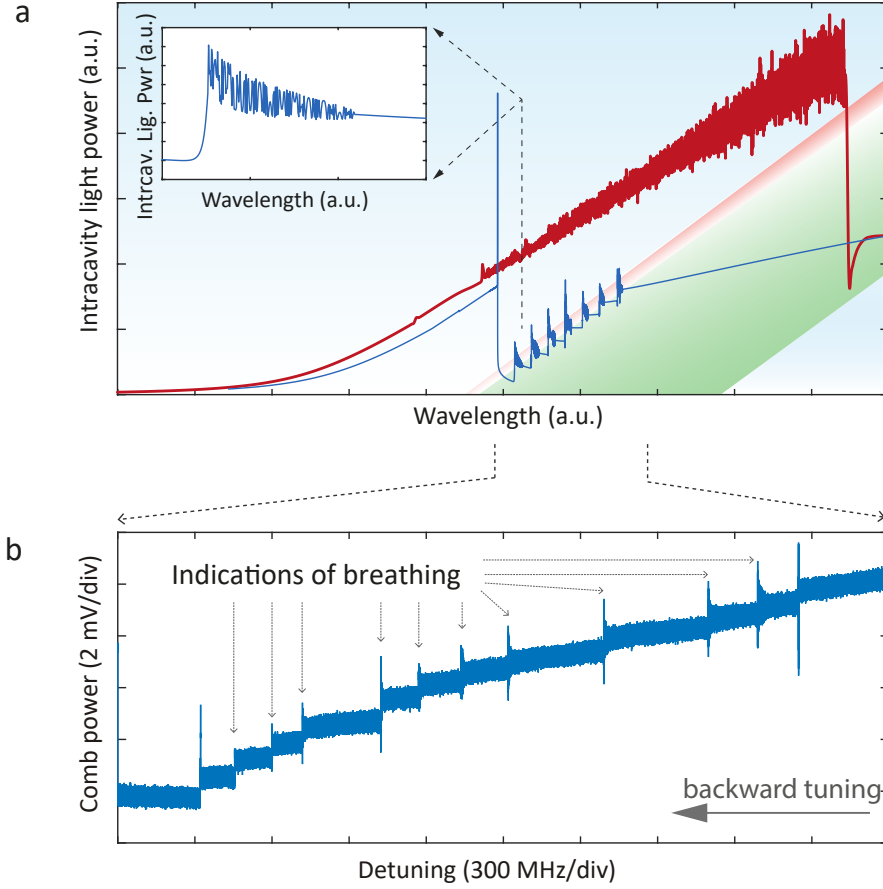 a
Intracavity light power (a.u.)
Intrcav. Lig. Pwr (a.u.)
Wavelength (a.u.)
Wavelength (a.u.)
b
Comb power (2 mV/div)
Indications of breathing
backward tuning
Detuning (300 MHz/div)